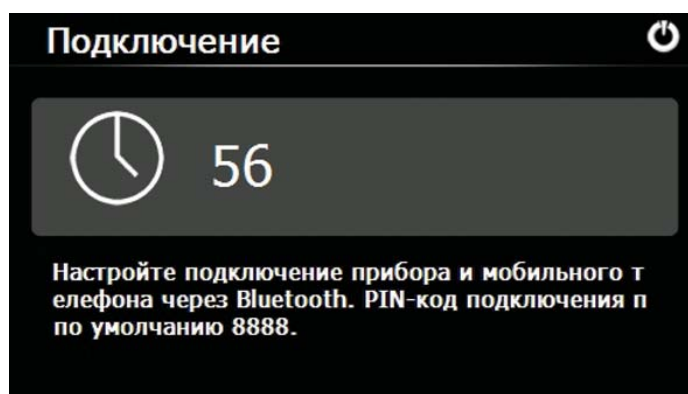 Подключение
56
Настройте подключение прибора и мобильного т
елефона через Bluetooth. PIN-код подключения п
по умолчанию 8888.